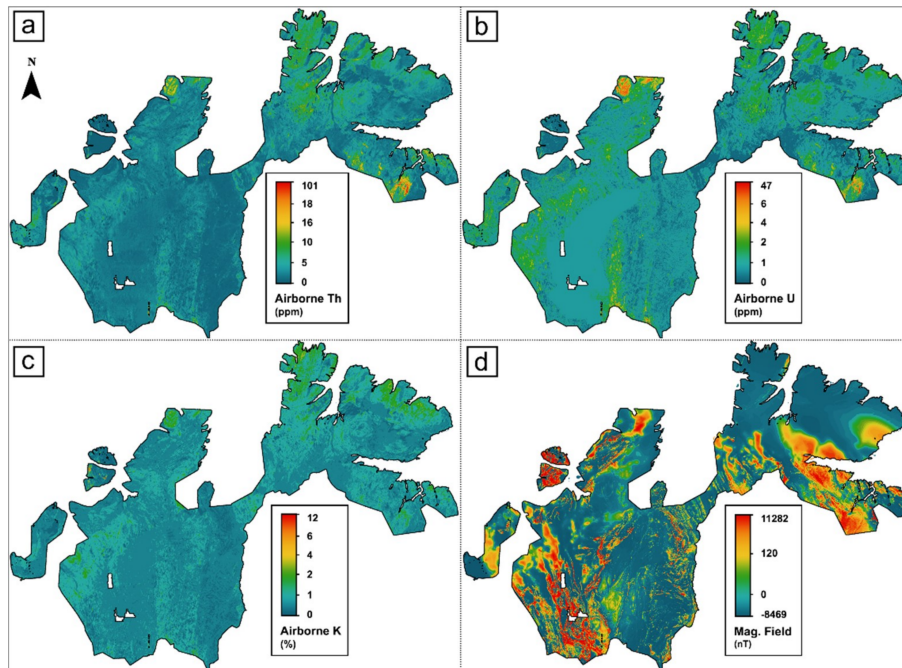 a
N
101
18
16
10
5
0
Airborne Th
(ppm)
b
47
6
4
2
1
0
Airborne U
(ppm)
c
12
6
4
2
1
0
Airborne K
(%)
d
11282
120
0
-8469
Mag. Field
(nT)